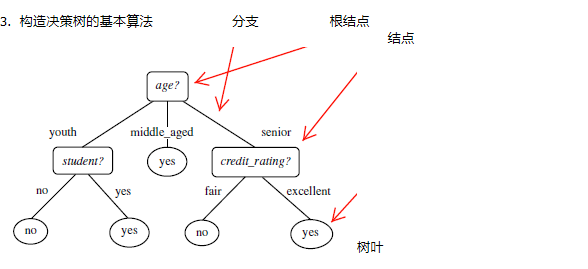 3. 构造决策树的基本算法 分支 根结点
结点
age?
youth middle_aged senior
student? yes credit_rating?
no yes fair excellent
no yes no yes
树叶